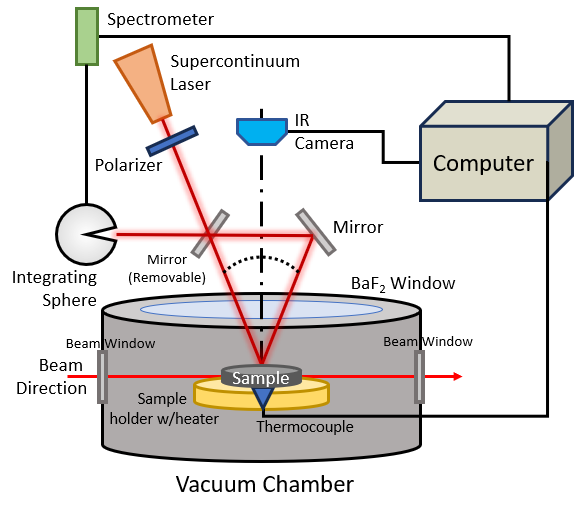 Spectrometer
Supercontinuum
Laser
IR
Camera
Polarizer
Computer
Mirror
Mirror
(Removable)
Integrating
Sphere
BaF2 Window
Beam Window
Beam Window
Beam
Direction
Sample
Sample
holder w/heater
Thermocouple
Vacuum Chamber